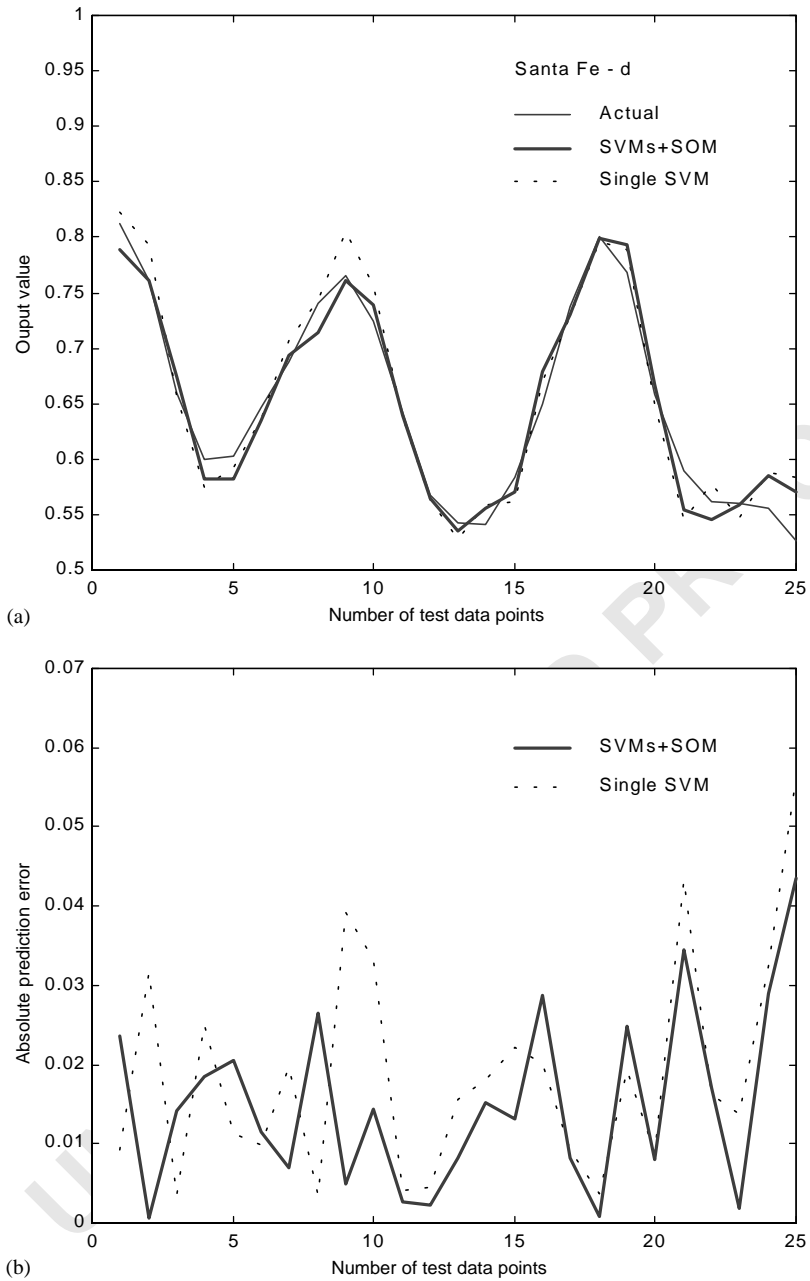 1
0.95
0.9
0.85
0.8
0.75
0.7
0.65
0.6
0.55
0.5
Ouput value
Santa Fe - d
Actual
SVMs+SOM
Single SVM
0 5 10 15 20 25
Number of test data points
(a)
0.07
0.06
0.05
0.04
0.03
0.02
0.01
0
Absolute prediction error
SVMs+SOM
Single SVM
0 5 10 15 20 25
Number of test data points
(b)